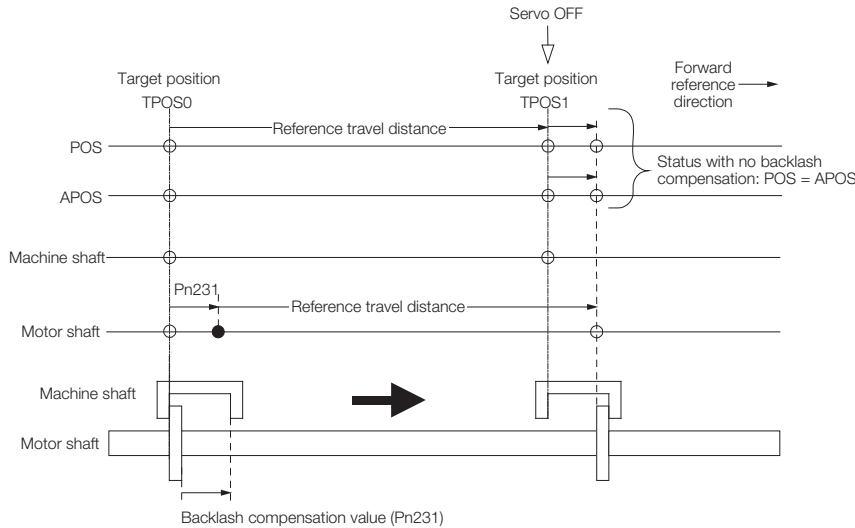 Servo OFF
Target position
TPOS0
Target position
TPOS1
Forward
reference
direction
Reference travel distance
POS
Status with no backlash
compensation: POS = APOS
APOS
Machine shaft
Pn231
Reference travel distance
Motor shaft
Machine shaft
Motor shaft
Backlash compensation value (Pn231)